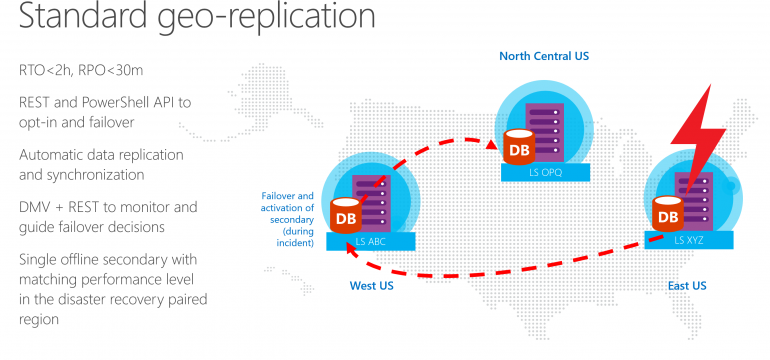 Standard geo-replication
RTO<2h, RPO<30m
REST and PowerShell API to
opt-in and failover
Automatic data replication
and synchronization
DMV + REST to monitor and
guide failover decisions
Single offline secondary with
matching performance level
in the disaster recovery paired
region
North Central US
DB
LS OPQ
Failover and
activation of
secondary
(during
incident)
DB
LS ABC
West US
DB
LS XYZ
East US